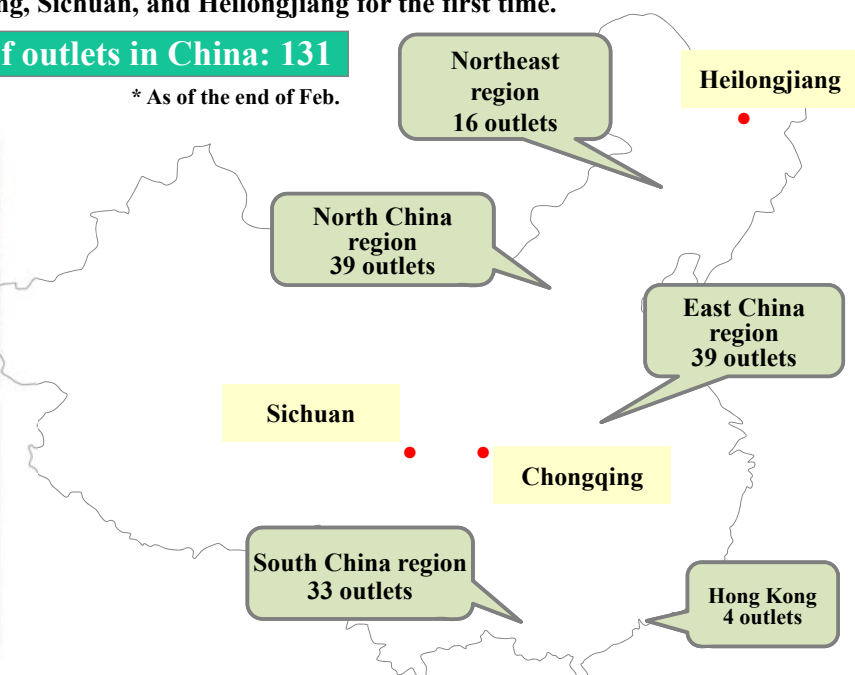 ng, Sichuan, and Heilongjiang for the first time.
f outlets in China: 131
* As of the end of Feb.
Northeast
region
16 outlets
Heilongjiang
North China
region
39 outlets
East China
region
39 outlets
Sichuan
Chongqing
South China region
33 outlets
Hong Kong
4 outlets